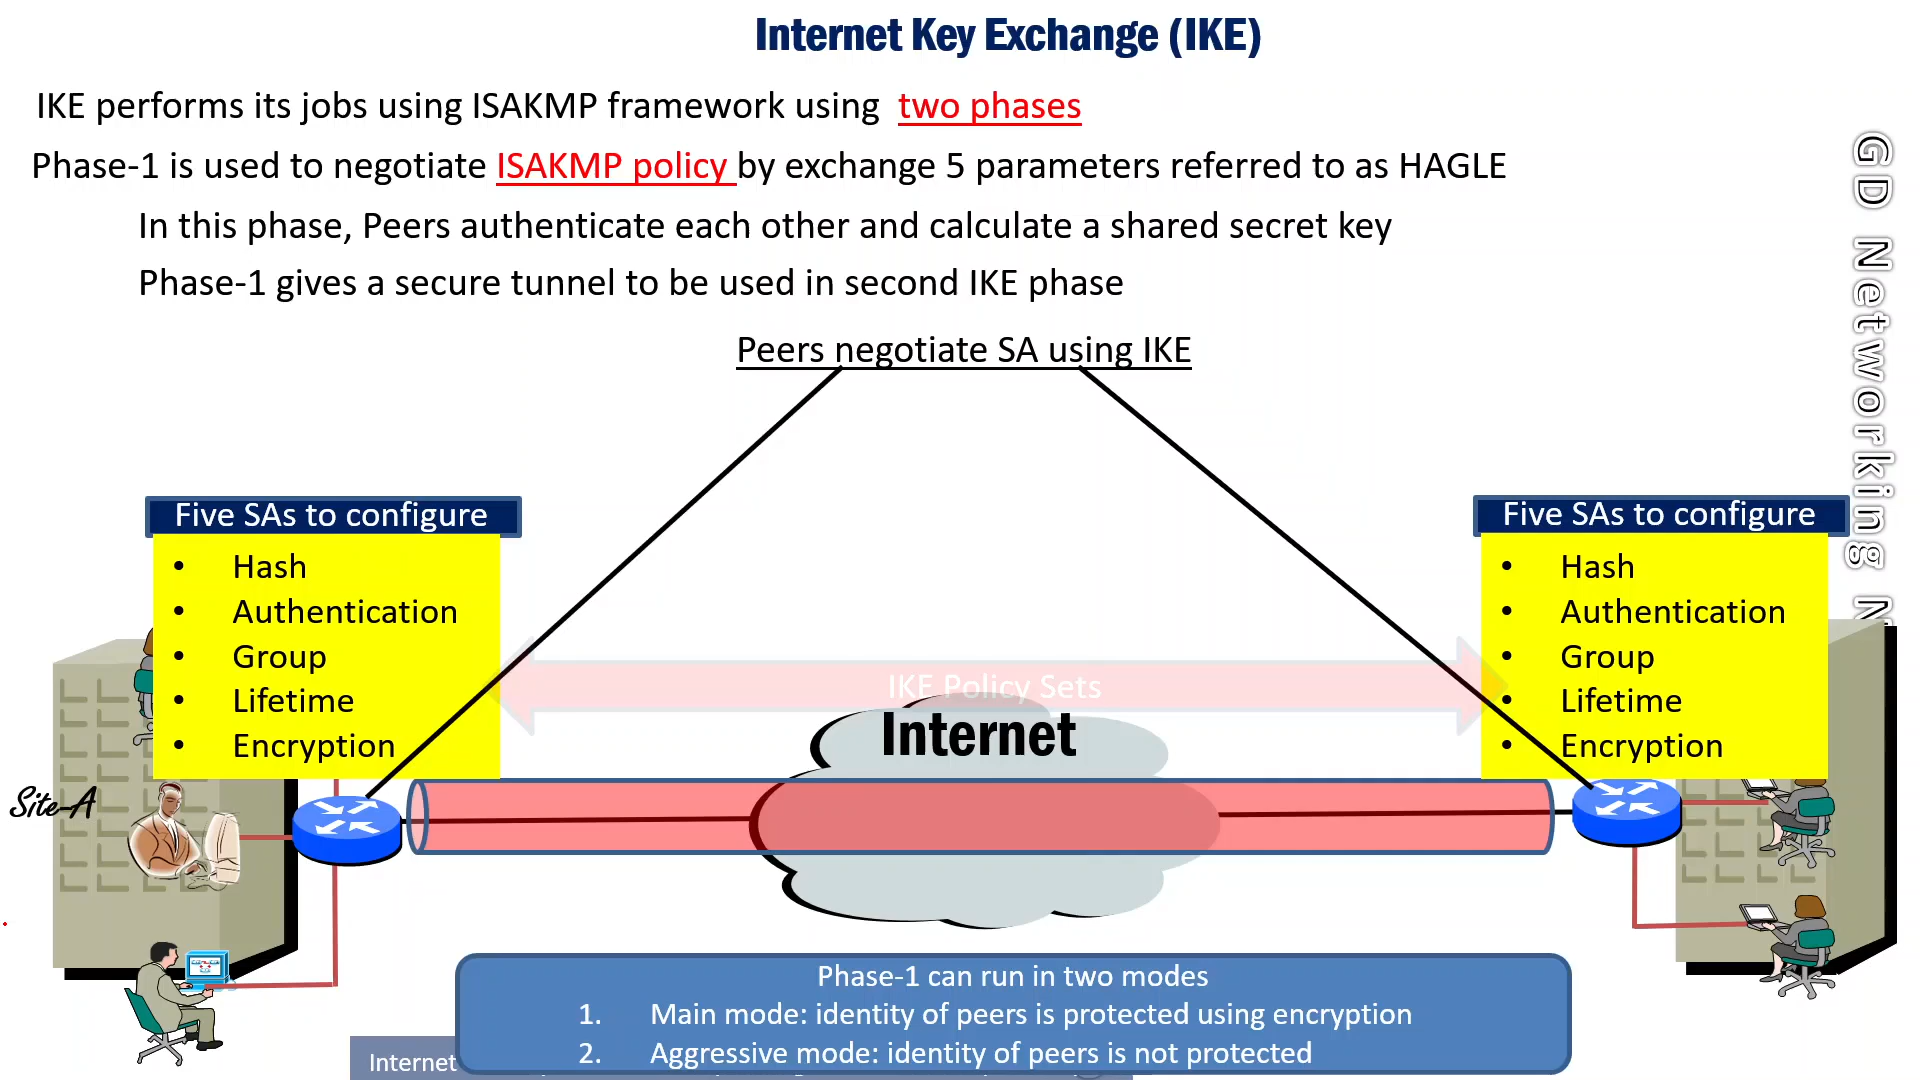 Internet Key Exchange (IKE)
IKE performs its jobs using ISAKMP framework using two phases
Phase-1 is used to negotiate ISAKMP policy by exchange 5 parameters referred to as HAGLE
In this phase, Peers authenticate each other and calculate a shared secret key
Phase-1 gives a secure tunnel to be used in second IKE phase
Peers negotiate SA using IKE
Five SAs to configure
• Hash
• Authentication
• Group
• Lifetime
• Encryption
Five SAs to configure
• Hash
• Authentication
• Group
• Lifetime
• Encryption
IKE Policy Sets
Internet
Site-A
Phase-1 can run in two modes
1. Main mode: identity of peers is protected using encryption
2. Aggressive mode: identity of peers is not protected
Internet
GD Networking N